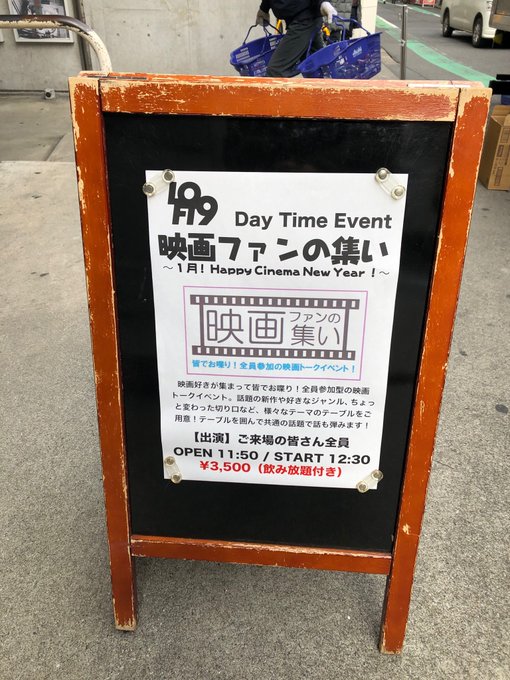 LOFT9 Day Time Event
映画ファンの集い
～1月！Happy Cinema New Year！～
映画ファンの集い
皆でお喋り！全員参加の映画トークイベント！
映画好きが集まって皆でお喋り！全員参加型の映画
トークイベント。話題の新作や好きなジャンル、ちょっ
と変わった切り口など、様々なテーマのテーブルをご
用意！テーブルを囲んで共通の話題で話も弾みます！
【出演】ご来場の皆さん全員
OPEN 11:50 / START 12:30
¥3,500（飲み放題付き）